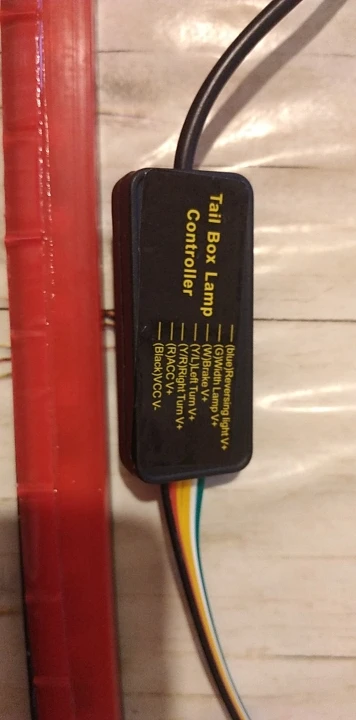 Tail Box Lamp
Controller
(blue)Reversing light V+
(G)Width Lamp V+
(W)Brake V+
(Y/L)Left Turn V+
(Y/R)Right Turn V+
(R)ACC V+
(Black)VCC V-